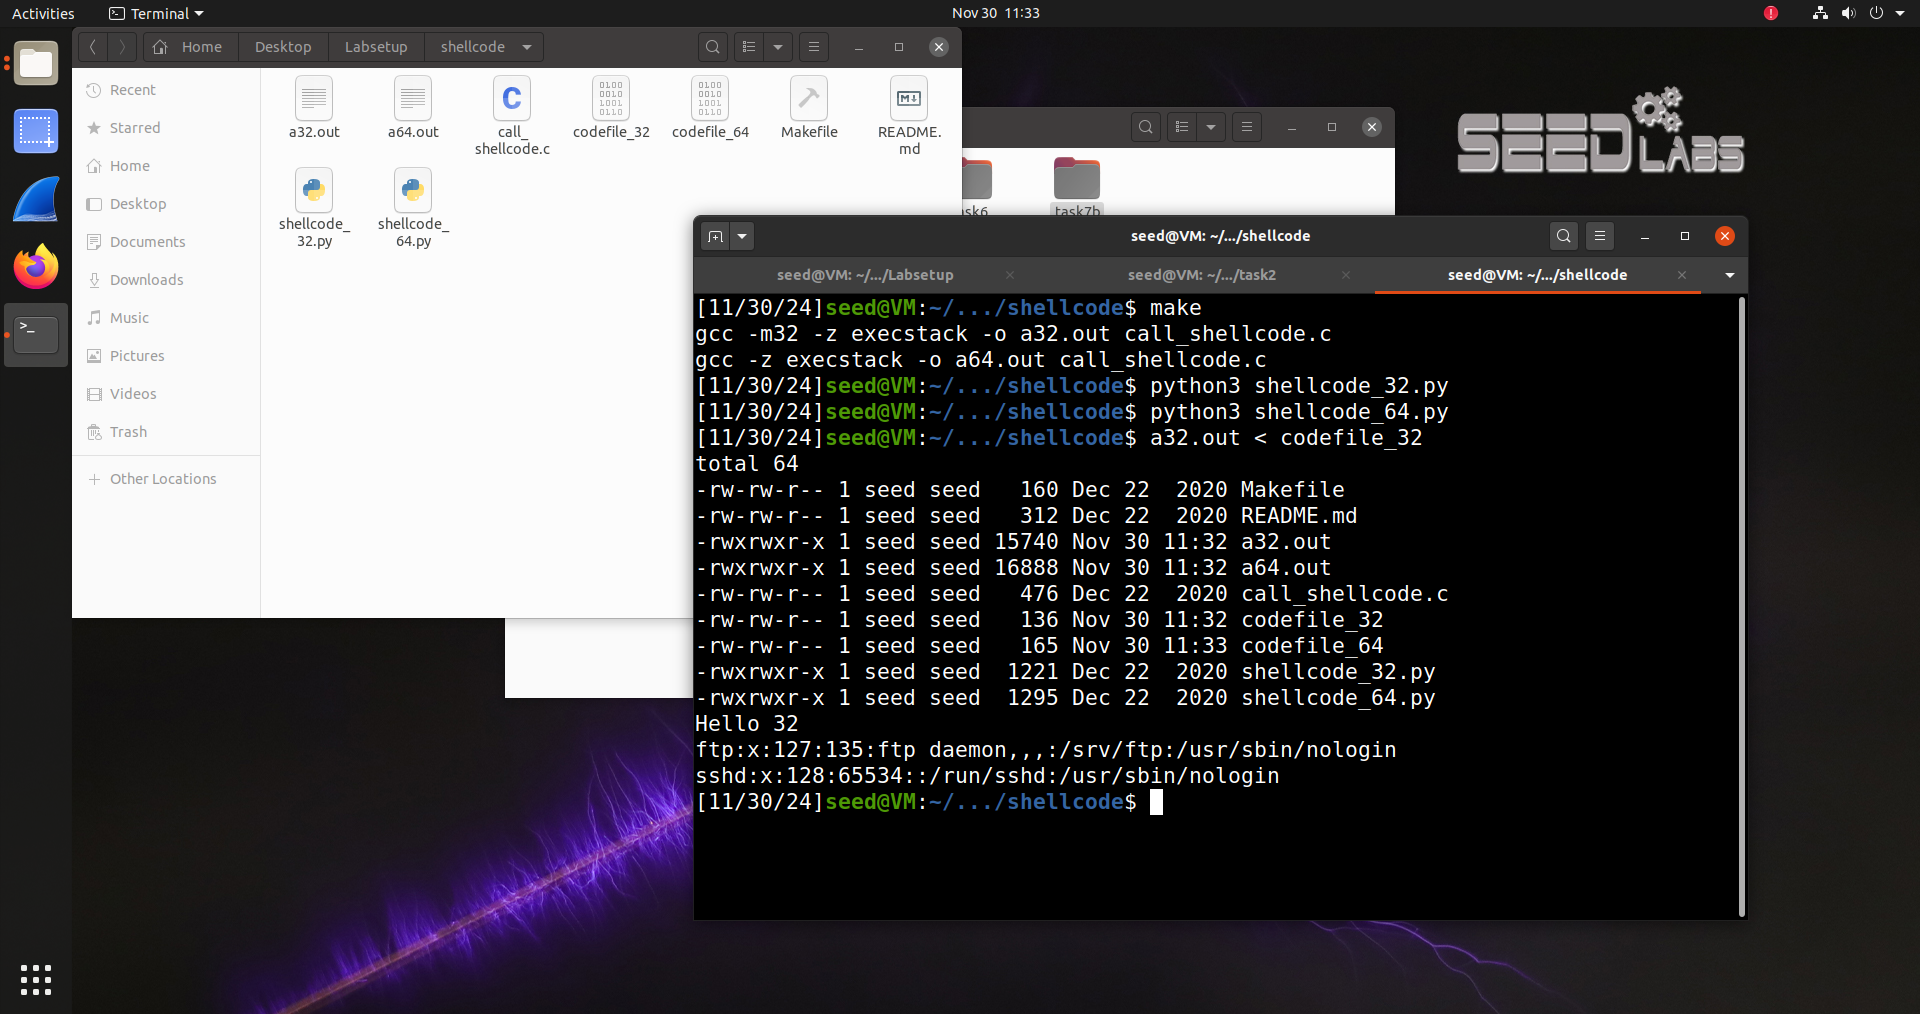 Activities
Terminal
Nov 30 11:33
Home
Desktop
Labsetup
shellcode
Recent
Starred
Home
Desktop
Documents
Downloads
Music
Pictures
Videos
Trash
Other Locations
a32.out
a64.out
call_
shellcode.c
codefile_32
codefile_64
Makefile
README.
md
shellcode_
32.py
shellcode_
64.py
task7b
SEED LABS
seed@VM: ~/.../shellcode
seed@VM: ~/.../Labsetup
seed@VM: ~/.../task2
seed@VM: ~/.../shellcode
[11/30/24]seed@VM:~/.../shellcode$ make
gcc -m32 -z execstack -o a32.out call_shellcode.c
gcc -z execstack -o a64.out call_shellcode.c
[11/30/24]seed@VM:~/.../shellcode$ python3 shellcode_32.py
[11/30/24]seed@VM:~/.../shellcode$ python3 shellcode_64.py
[11/30/24]seed@VM:~/.../shellcode$ a32.out < codefile_32
total 64
-rw-rw-r-- 1 seed seed   160 Dec 22  2020 Makefile
-rw-rw-r-- 1 seed seed   312 Dec 22  2020 README.md
-rwxrwxr-x 1 seed seed 15740 Nov 30 11:32 a32.out
-rwxrwxr-x 1 seed seed 16888 Nov 30 11:32 a64.out
-rw-rw-r-- 1 seed seed   476 Dec 22  2020 call_shellcode.c
-rw-rw-r-- 1 seed seed   136 Nov 30 11:32 codefile_32
-rw-rw-r-- 1 seed seed   165 Nov 30 11:33 codefile_64
-rwxrwxr-x 1 seed seed  1221 Dec 22  2020 shellcode_32.py
-rwxrwxr-x 1 seed seed  1295 Dec 22  2020 shellcode_64.py
Hello 32
ftp:x:127:135:ftp daemon,,,:/srv/ftp:/usr/sbin/nologin
sshd:x:128:65534::/run/sshd:/usr/sbin/nologin
[11/30/24]seed@VM:~/.../shellcode$